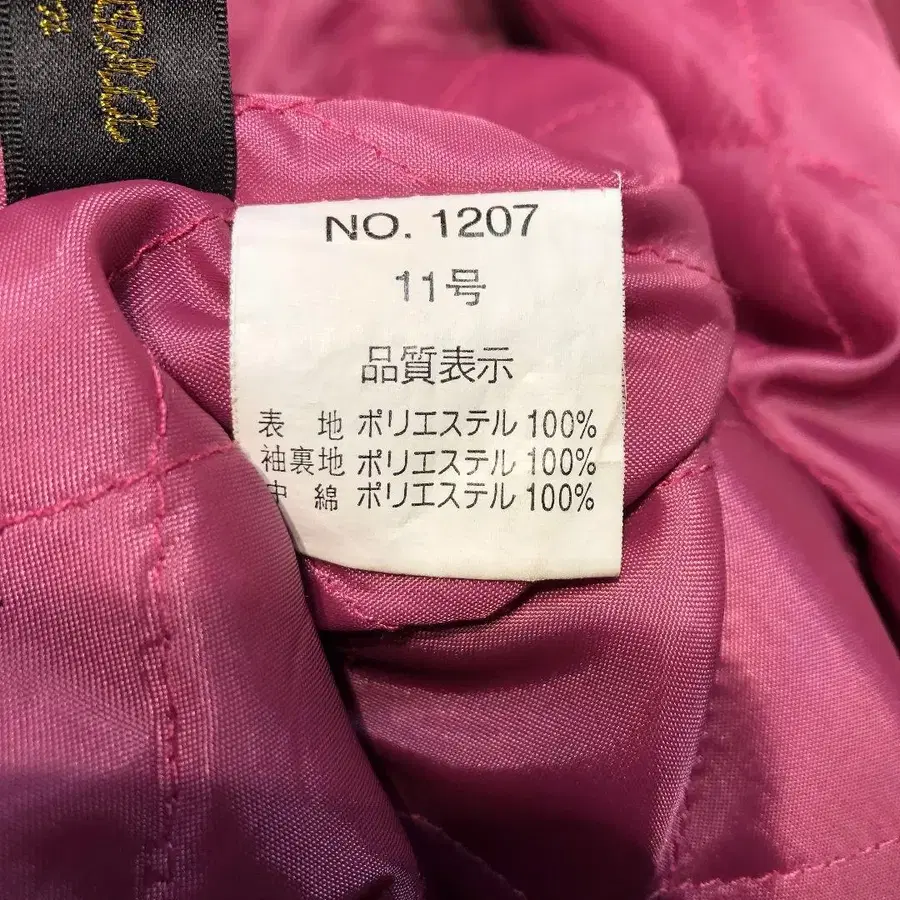 NO. 1207
11号
品質表示
表 地 ポリエステル 100%
袖裏地 ポリエステル 100%
中 綿 ポリエステル 100%